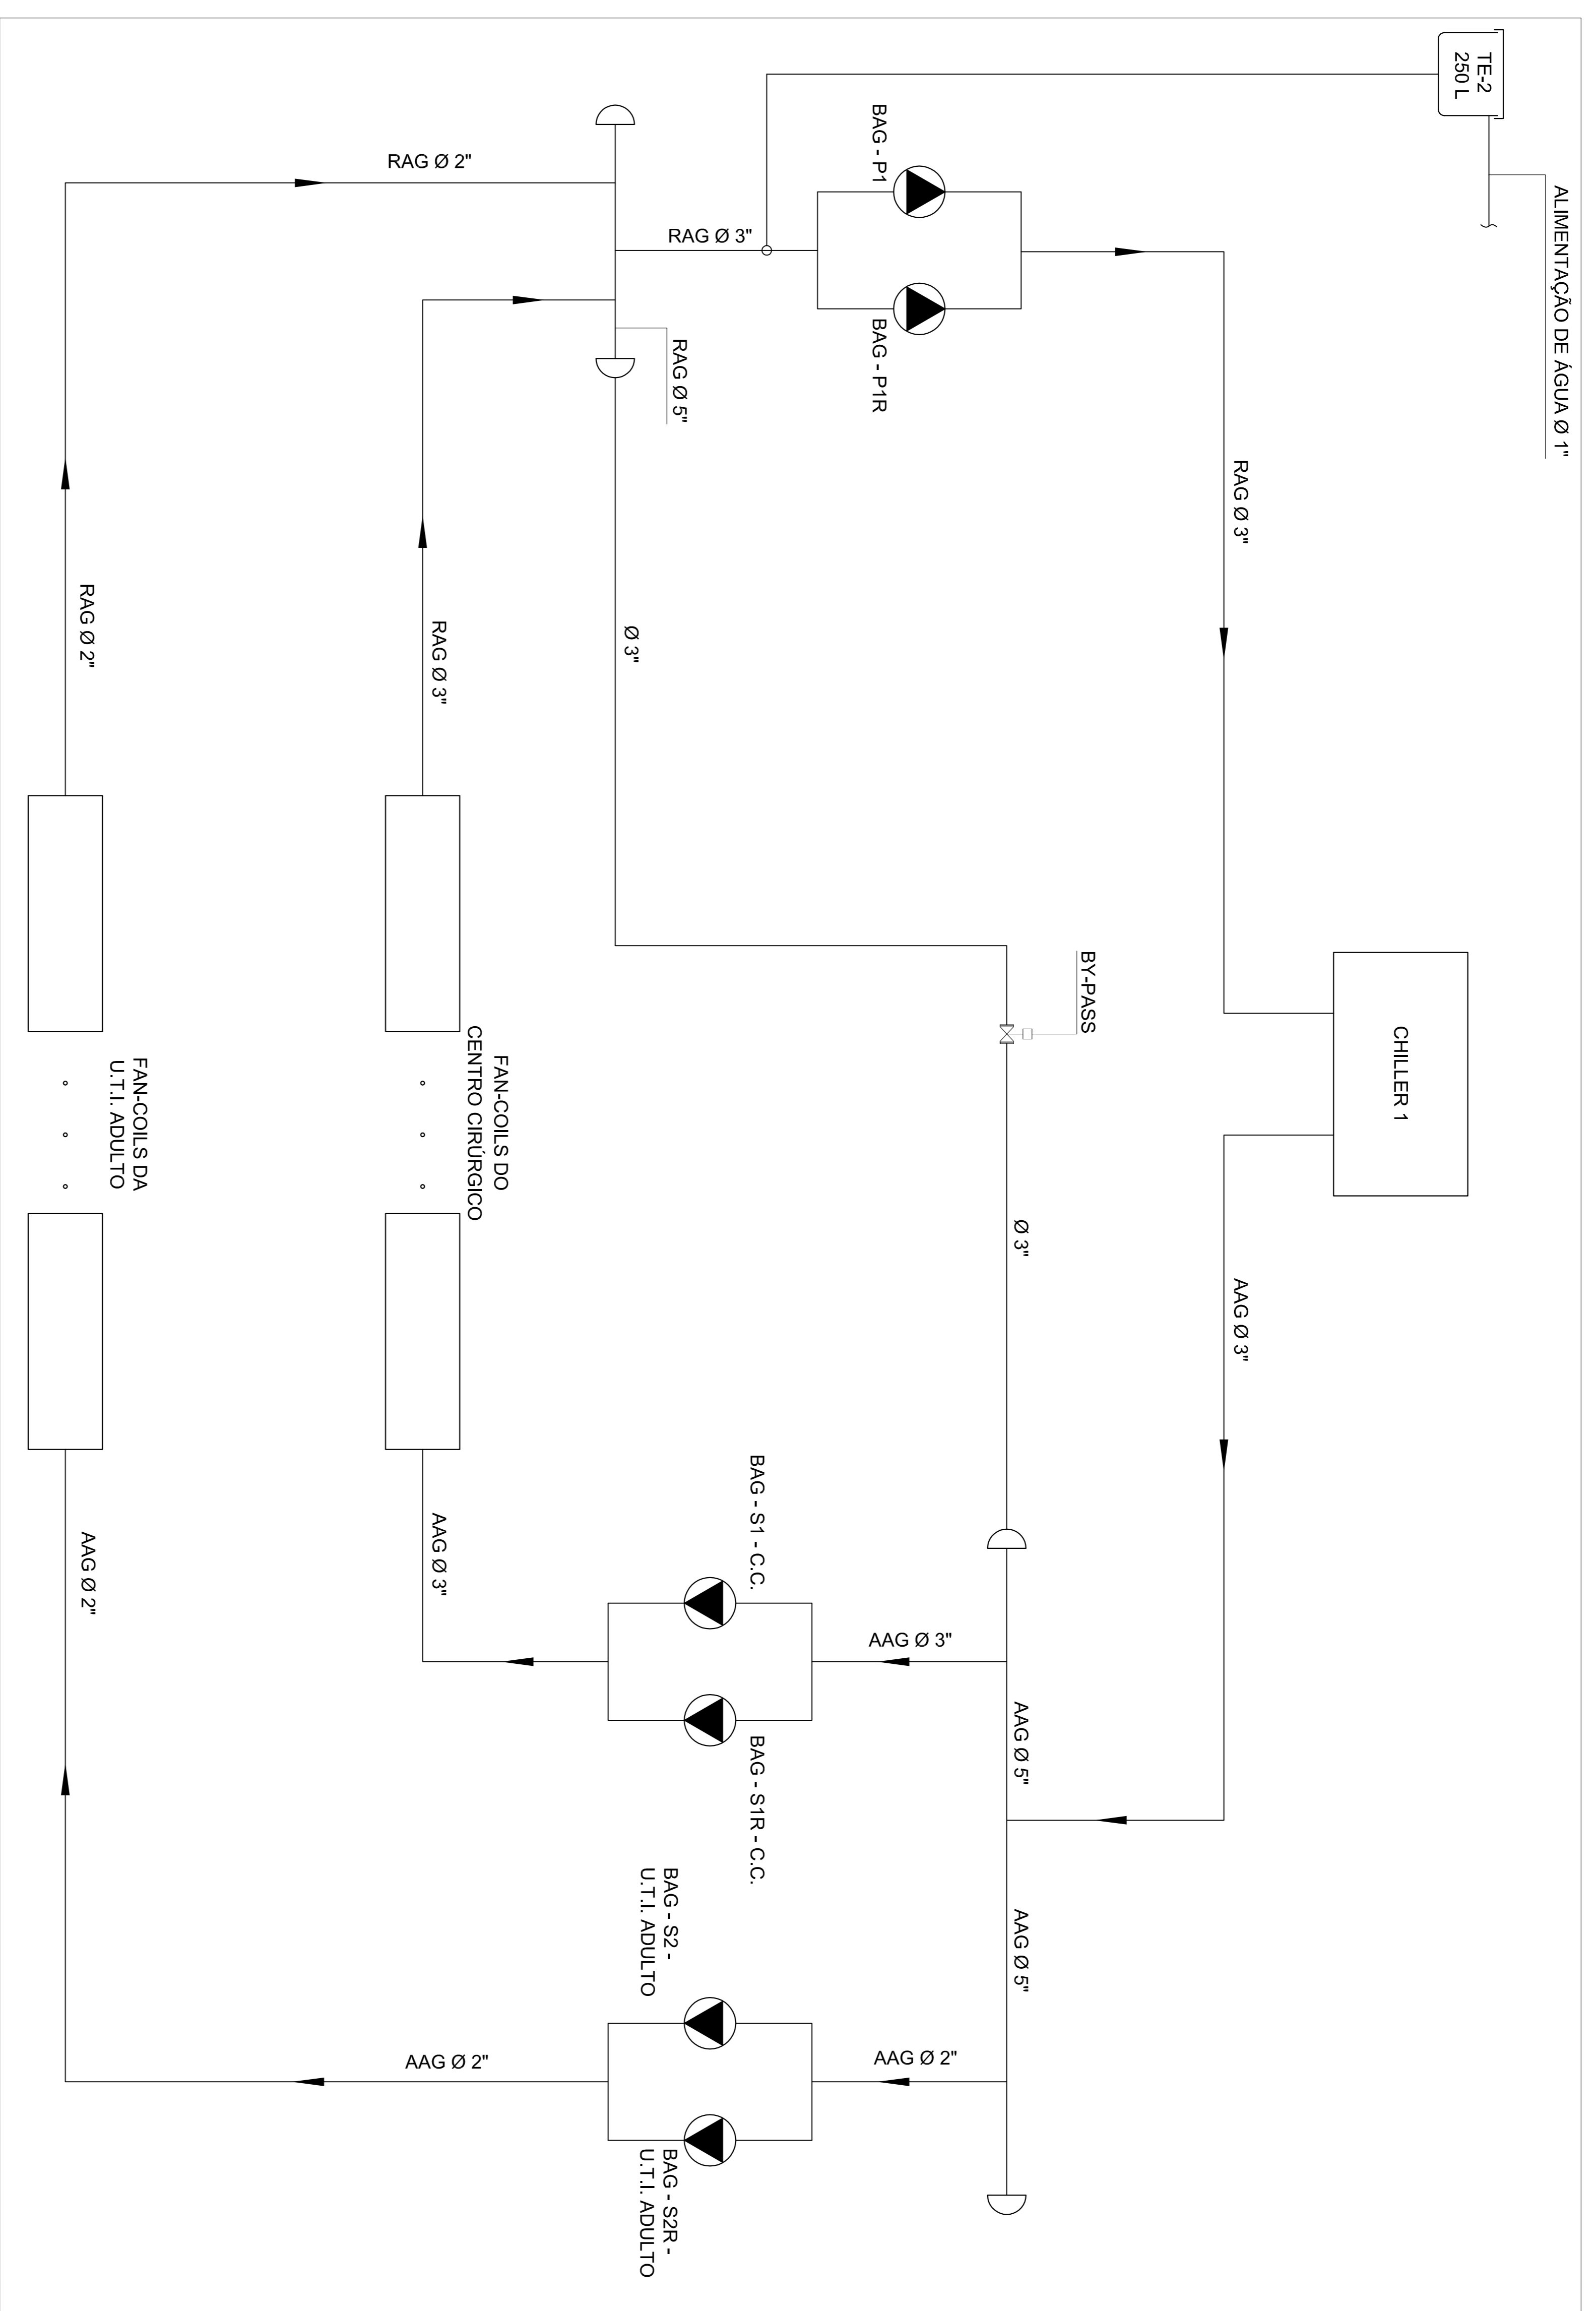 TE-2
250 L
ALIMENTAÇÃO DE ÁGUA Ø 1"
BAG - P1
BAG - P1R
RAG Ø 2"
RAG Ø 3"
RAG Ø 5"
RAG Ø 3"
CHILLER 1
AAG Ø 3"
BY-PASS
Ø 3"
Ø 3"
RAG Ø 2"
RAG Ø 3"
FAN-COILS DO
CENTRO CIRÚRGICO
FAN-COILS DA
U.T.I. ADULTO
BAG - S1 - C.C.
BAG - S1R - C.C.
AAG Ø 3"
AAG Ø 5"
AAG Ø 5"
AAG Ø 3"
AAG Ø 2"
BAG - S2 -
U.T.I. ADULTO
BAG - S2R -
U.T.I. ADULTO
AAG Ø 2"
AAG Ø 2"